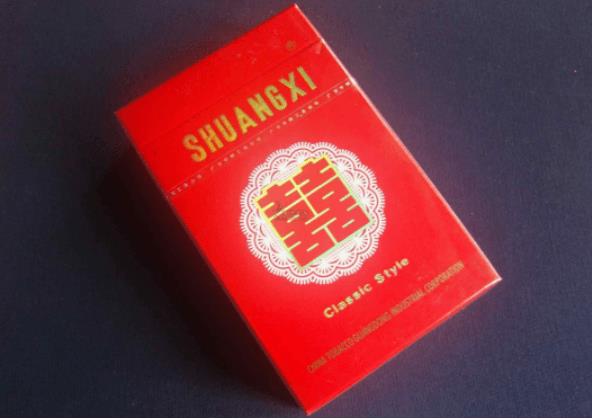 SHUANGXI
囍
Classic Style
CHINA TOBACCO GUANGDONG INDUSTRIAL CORPORATION